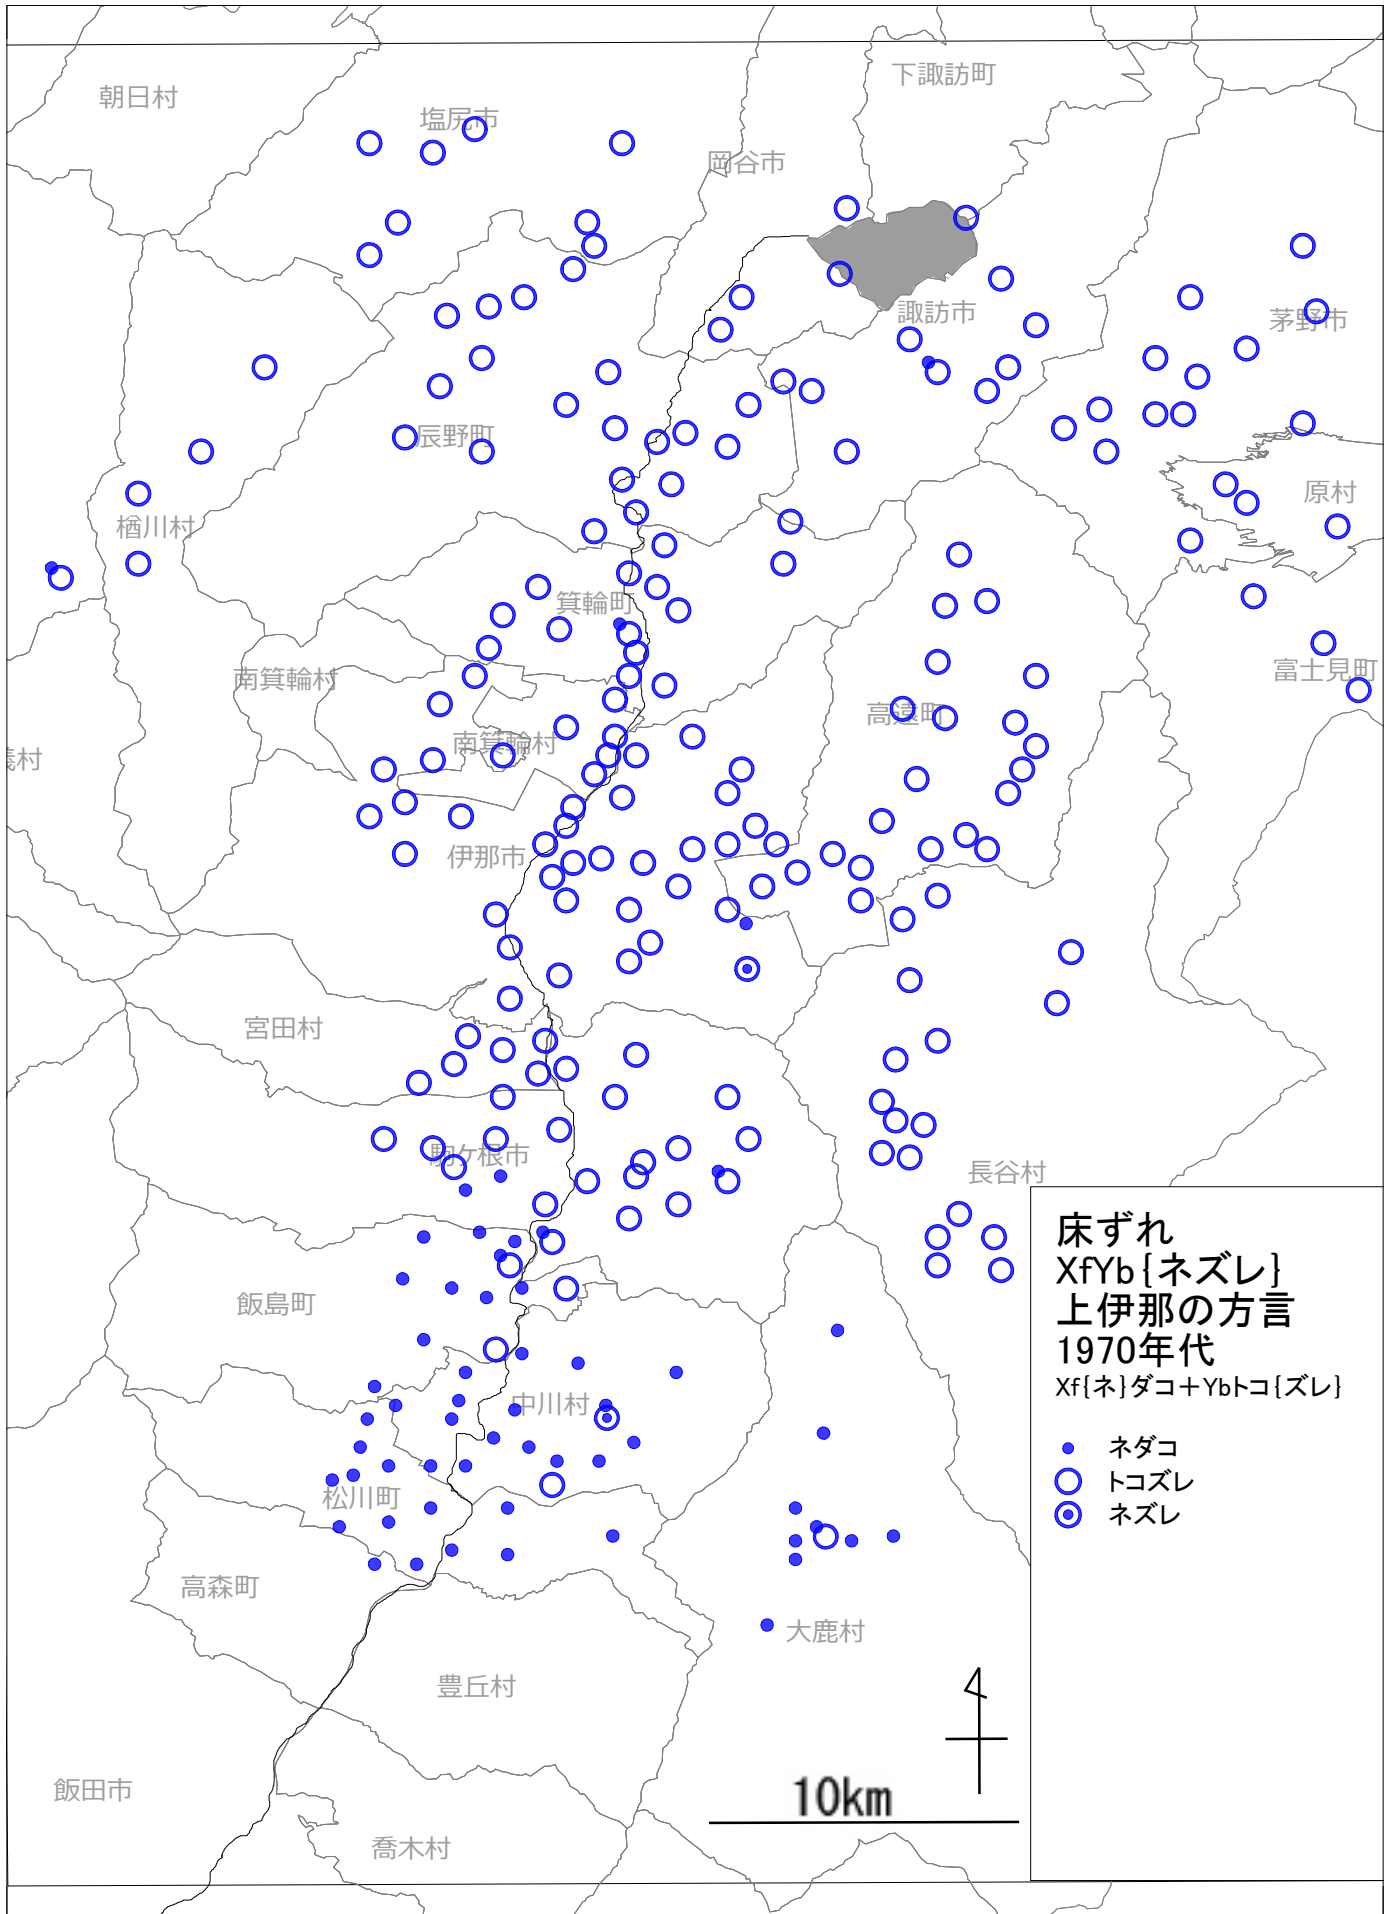 朝日村
塩尻市
下諏訪町
岡谷市
諏訪市
茅野市
辰野町
原村
楢川村
箕輪町
南箕輪村
富士見町
高遠町
南箕輪村
義村
伊那市
宮田村
駒ケ根市
長谷村
飯島町
中川村
松川町
高森町
大鹿村
豊丘村
飯田市
喬木村
床ずれ
XfYb{ネズレ}
上伊那の方言
1970年代
Xf{ネ}ダコ＋Ybトコ{ズレ}
ネダコ
トコズレ
ネズレ
10km